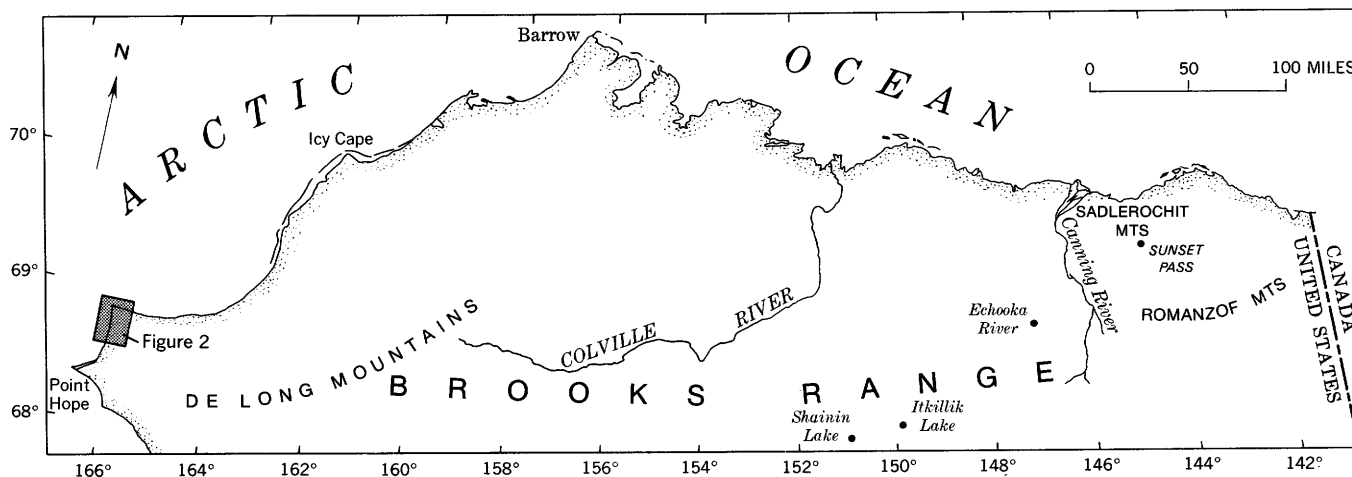 N
ARCTIC
OCEAN
Barrow
0 50 100 MILES
70°
Icy Cape
SADLEROCHIT
MTS
SUNSET
PASS
Canning River
CANADA
UNITED STATES
69°
ROMANZOF MTS
Echooka
River
Figure 2
COLVILLE RIVER
DE LONG MOUNTAINS
BROOKS RANGE
Point
Hope
68°
Shainin
Lake
Itkillik
Lake
166° 164° 162° 160° 158° 156° 154° 152° 150° 148° 146° 144° 142°